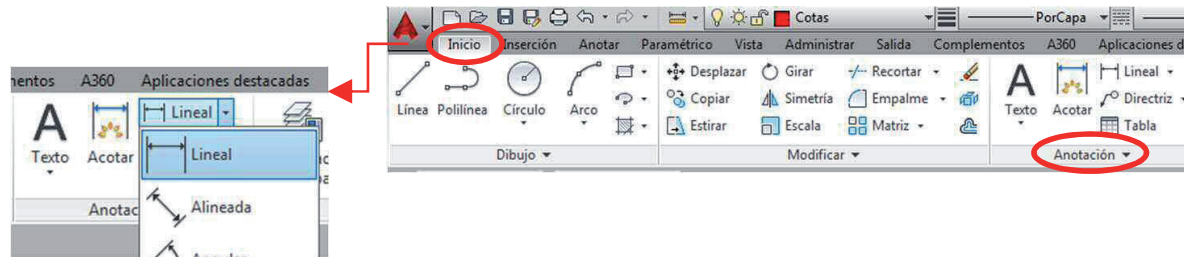 Cotas PorCapa
Inicio Inserción Anotar Paramétrico Vista Administrar Salida Complementos A360 Aplicaciones d
Línea Polilínea Círculo Arco
Desplazar Girar Recortar
Copiar Simetría Empalme
Estirar Escala Matriz
Texto Acotar
Lineal
Directriz
Tabla
Dibujo Modificar Anotación
mentos A360 Aplicaciones destacadas
Texto Acotar
Lineal
Lineal
Alineada
Anotac